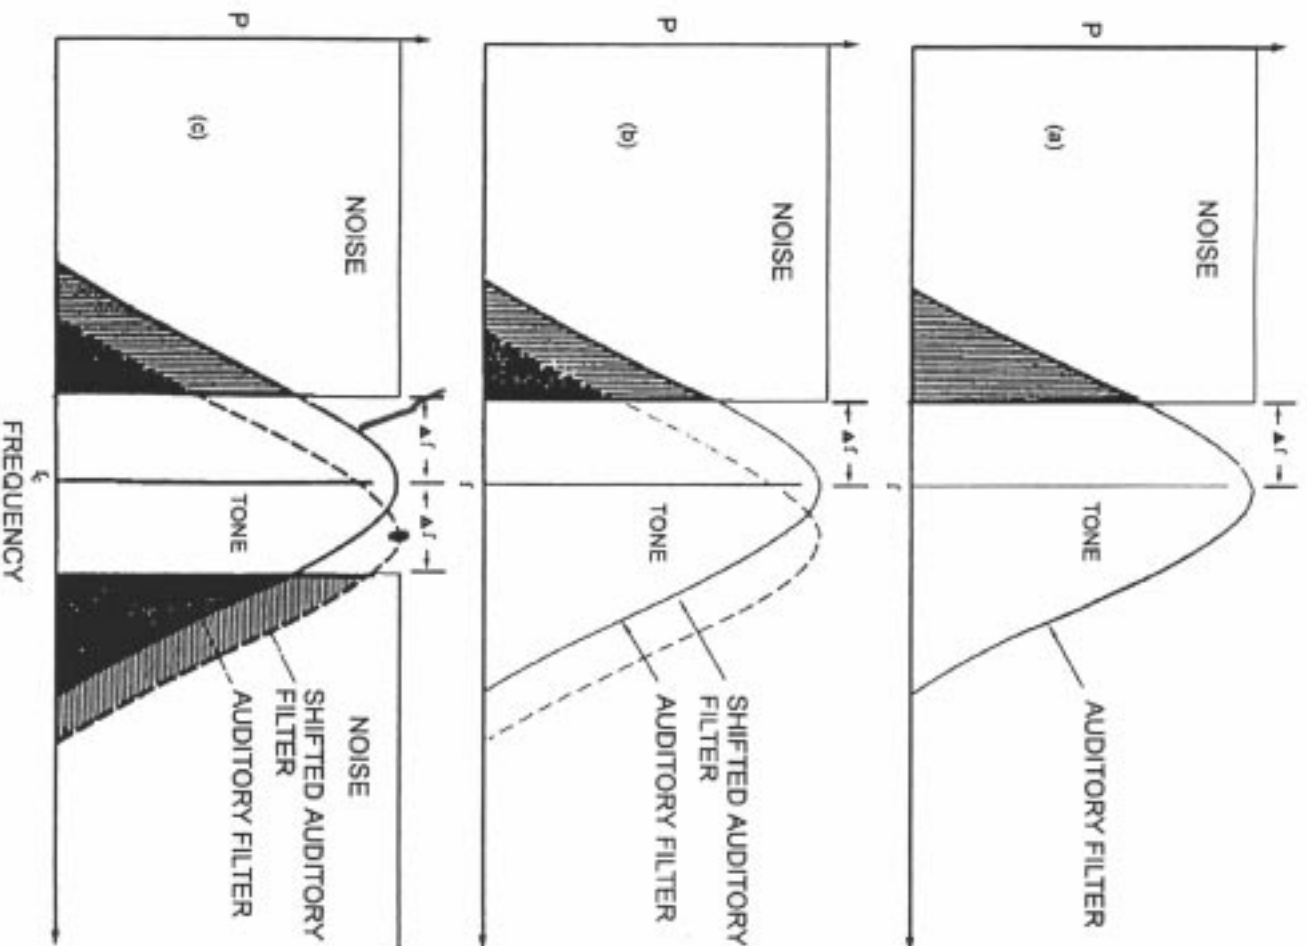 P
(a)
NOISE
Δf
TONE
AUDITORY FILTER
f
P
(b)
NOISE
Δf
TONE
SHIFTED AUDITORY
FILTER
AUDITORY FILTER
f
P
(c)
NOISE
Δf
Δf
TONE
NOISE
SHIFTED AUDITORY
FILTER
AUDITORY FILTER
fc
FREQUENCY